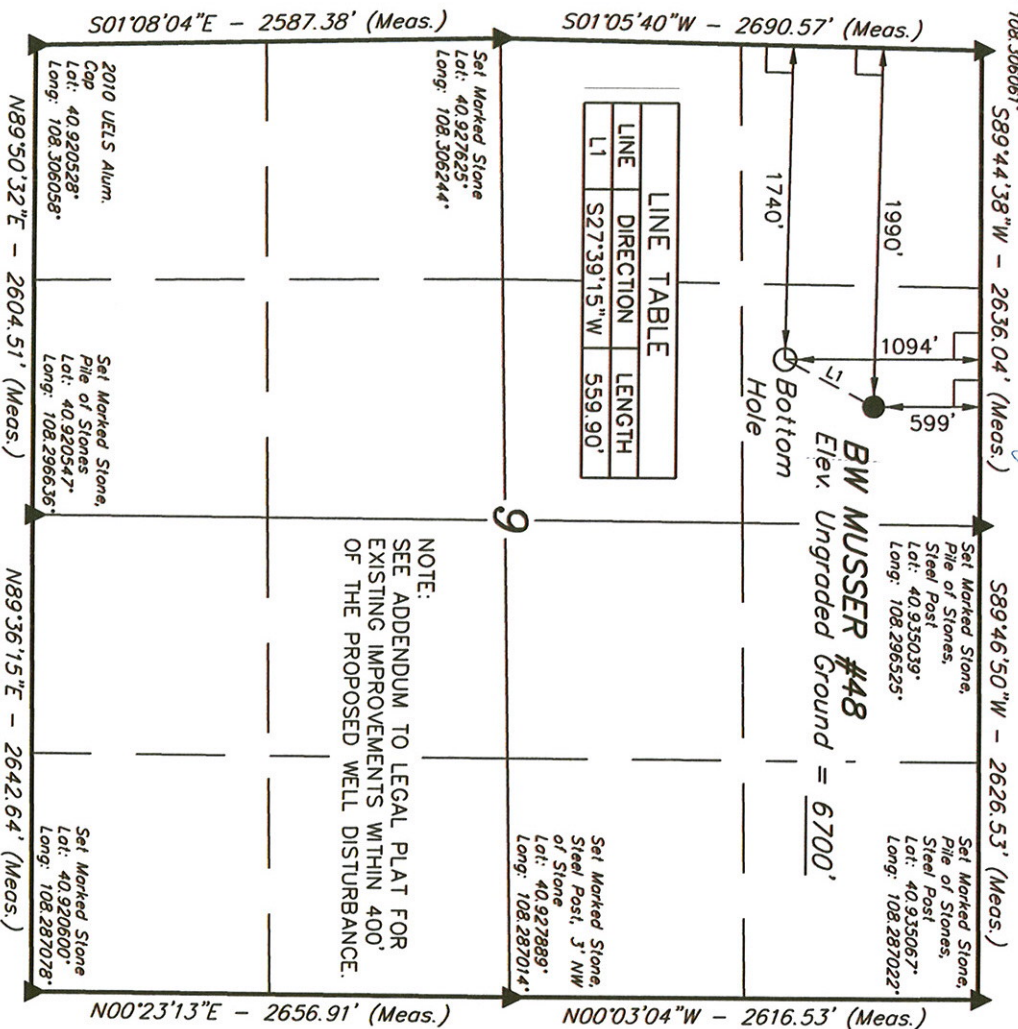 108.306061°
S89°44'38"W - 2636.04' (Meas.)
S89°46'50"W - 2626.53' (Meas.)
S01°05'40"W - 2690.57' (Meas.)
S01°08'04"E - 2587.38' (Meas.)
1990'
1740'
1094'
599'
L1
Bottom
Hole
BW MUSSER #48
Elev. Ungraded Ground = 6700'
Set Marked Stone,
Pile of Stones,
Steel Post
Lat: 40.935039°
Long: 108.296525°
Set Marked Stone,
Pile of Stones,
Steel Post
Lat: 40.935067°
Long: 108.287022°
LINE TABLE
LINE DIRECTION LENGTH
L1 S27°39'15"W 559.90'
Set Marked Stone
Lat: 40.927625°
Long: 108.306244°
9
Set Marked Stone,
Steel Post, 3' NW
of Stone
Lat: 40.927889°
Long: 108.287014°
NOTE:
SEE ADDENDUM TO LEGAL PLAT FOR
EXISTING IMPROVEMENTS WITHIN 400'
OF THE PROPOSED WELL DISTURBANCE.
2010 UELS Alum.
Cap
Lat: 40.920528°
Long: 108.306058°
Set Marked Stone,
Pile of Stones
Lat: 40.920547°
Long: 108.296636°
Set Marked Stone
Lat: 40.920600°
Long: 108.287078°
N89°50'32"E - 2604.51' (Meas.)
N89°36'15"E - 2642.64' (Meas.)
N00°23'13"E - 2656.91' (Meas.)
N00°03'04"W - 2616.53' (Meas.)